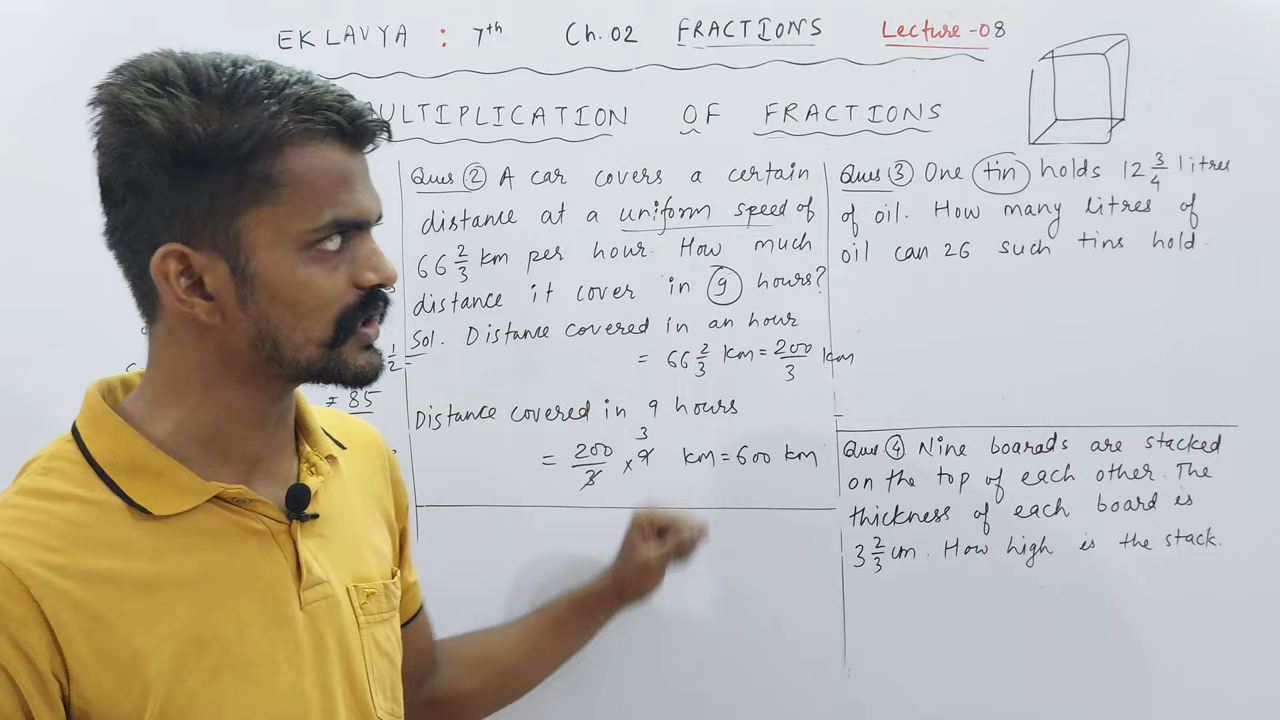 EKLAVYA : 7th Ch. 02 FRACTIONS Lecture-08
ULTIPLICATION OF FRACTIONS
Ques ② A car covers a certain
distance at a uniform speed of
66 2/3 km per hour. How much
distance it cover in 9 hours?
Sol. Distance covered in an hour
= 66 2/3 km = 200/3 km
Distance covered in 9 hours
= 200/3 × 9 3 km = 600 km
1/2 =
= 85
Ques ③ One tin holds 12 3/4 litres
of oil. How many litres of
oil can 26 such tins hold.
Ques ④ Nine boarads are stacked
on the top of each other. The
thickness of each board is
3 2/3 cm. How high is the stack.